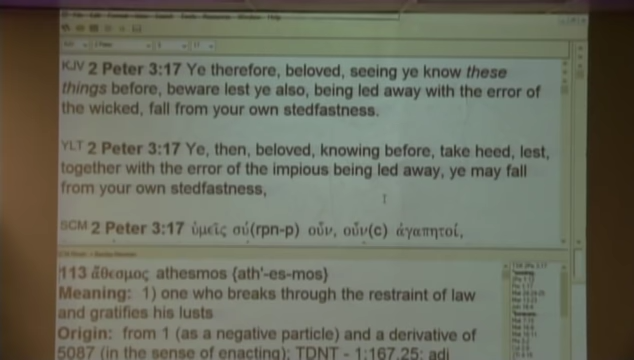 KJV 2 Peter 3:17 Ye therefore, beloved, seeing ye know these
things before, beware lest ye also, being led away with the error of
the wicked, fall from your own stedfastness.
YLT 2 Peter 3:17 Ye, then, beloved, knowing before, take heed, lest,
together with the error of the impious being led away, ye may fall
from your own stedfastness,
SCM 2 Peter 3:17 ὑμεῖς σύ(rpn-p) οὖν, οὖν(c) ἀγαπητοί,
113 ἄθεσμος athesmos {ath'-es-mos}
Meaning: 1) one who breaks through the restraint of law
and gratifies his lusts
Origin: from 1 (as a negative particle) and a derivative of
5087 (in the sense of enacting); TDNT - 1:167,25; adj